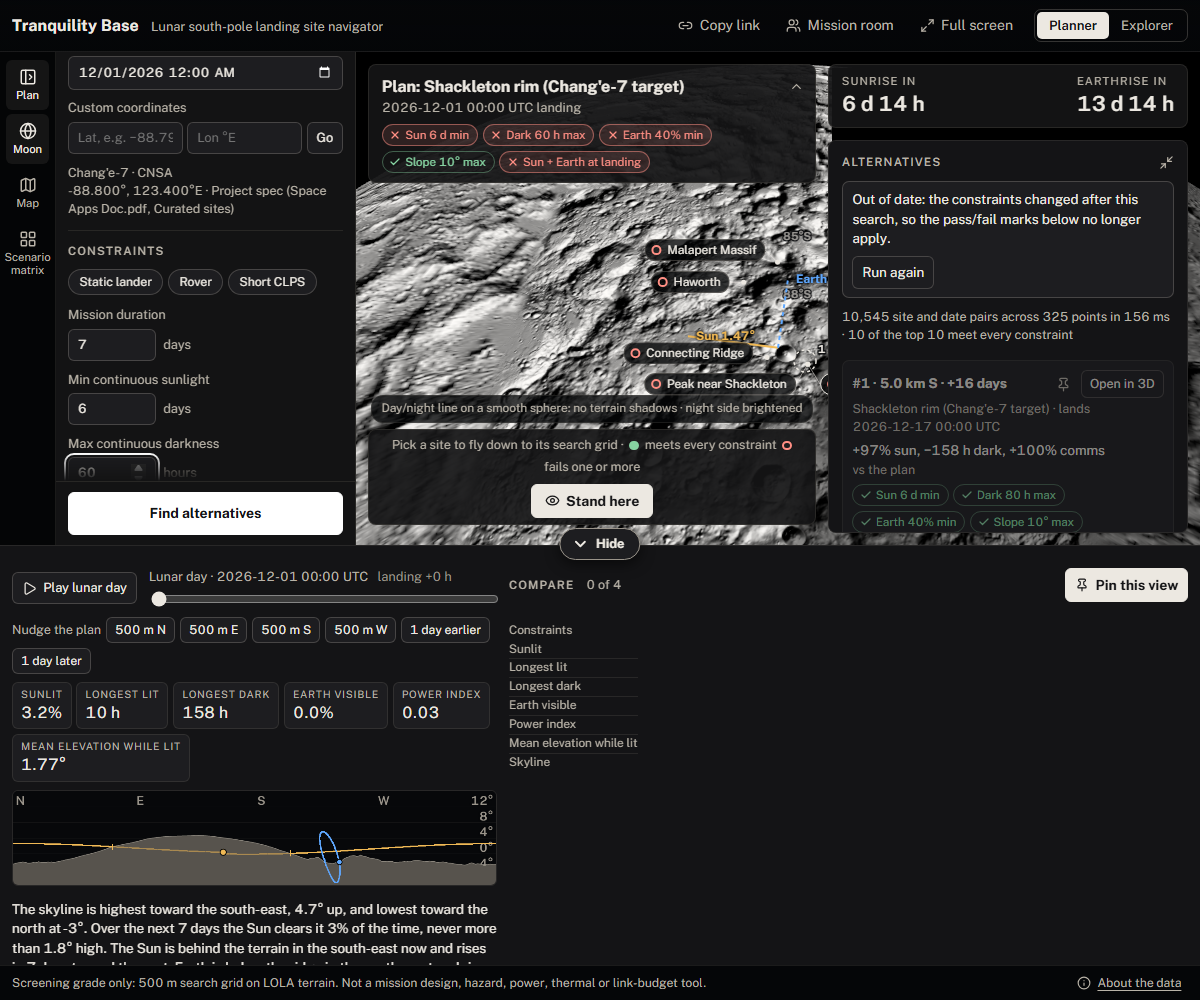 Tranquility Base
Lunar south-pole landing site navigator
Copy link
Mission room
Full screen
Planner
Explorer
Plan
Moon
Map
Scenario
matrix
12/01/2026 12:00 AM
Custom coordinates
Lat, e.g. −88.79
Lon °E
Go
Chang'e-7 · CNSA
-88.800°, 123.400°E · Project spec (Space
Apps Doc.pdf, Curated sites)
CONSTRAINTS
Static lander
Rover
Short CLPS
Mission duration
7
days
Min continuous sunlight
6
days
Max continuous darkness
60
hours
Find alternatives
Plan: Shackleton rim (Chang'e-7 target)
2026-12-01 00:00 UTC landing
Sun 6 d min
Dark 60 h max
Earth 40% min
Slope 10° max
Sun + Earth at landing
85°S
Malapert Massif
Haworth
Earth
88°S
Sun 1.47°
Connecting Ridge
1
Peak near Shackleton
Day/night line on a smooth sphere: no terrain shadows · night side brightened
Pick a site to fly down to its search grid · meets every constraint
fails one or more
Stand here
Hide
SUNRISE IN
6 d 14 h
EARTHRISE IN
13 d 14 h
ALTERNATIVES
Out of date: the constraints changed after this
search, so the pass/fail marks below no longer
apply.
Run again
10,545 site and date pairs across 325 points in 156 ms
· 10 of the top 10 meet every constraint
#1 · 5.0 km S · +16 days
Open in 3D
Shackleton rim (Chang'e-7 target) · lands
2026-12-17 00:00 UTC
+97% sun, −158 h dark, +100% comms
vs the plan
Sun 6 d min
Dark 80 h max
Earth 40% min
Slope 10° max
Play lunar day
Lunar day · 2026-12-01 00:00 UTC
landing +0 h
Nudge the plan
500 m N
500 m E
500 m S
500 m W
1 day earlier
1 day later
SUNLIT
3.2%
LONGEST LIT
10 h
LONGEST DARK
158 h
EARTH VISIBLE
0.0%
POWER INDEX
0.03
MEAN ELEVATION WHILE LIT
1.77°
N
E
S
W
12°
8°
4°
0°
4°
The skyline is highest toward the south-east, 4.7° up, and lowest toward the
north at -3°. Over the next 7 days the Sun clears it 3% of the time, never more
than 1.8° high. The Sun is behind the terrain in the south-east now and rises
COMPARE
0 of 4
Pin this view
Constraints
Sunlit
Longest lit
Longest dark
Earth visible
Power index
Mean elevation while lit
Skyline
Screening grade only: 500 m search grid on LOLA terrain. Not a mission design, hazard, power, thermal or link-budget tool.
About the data